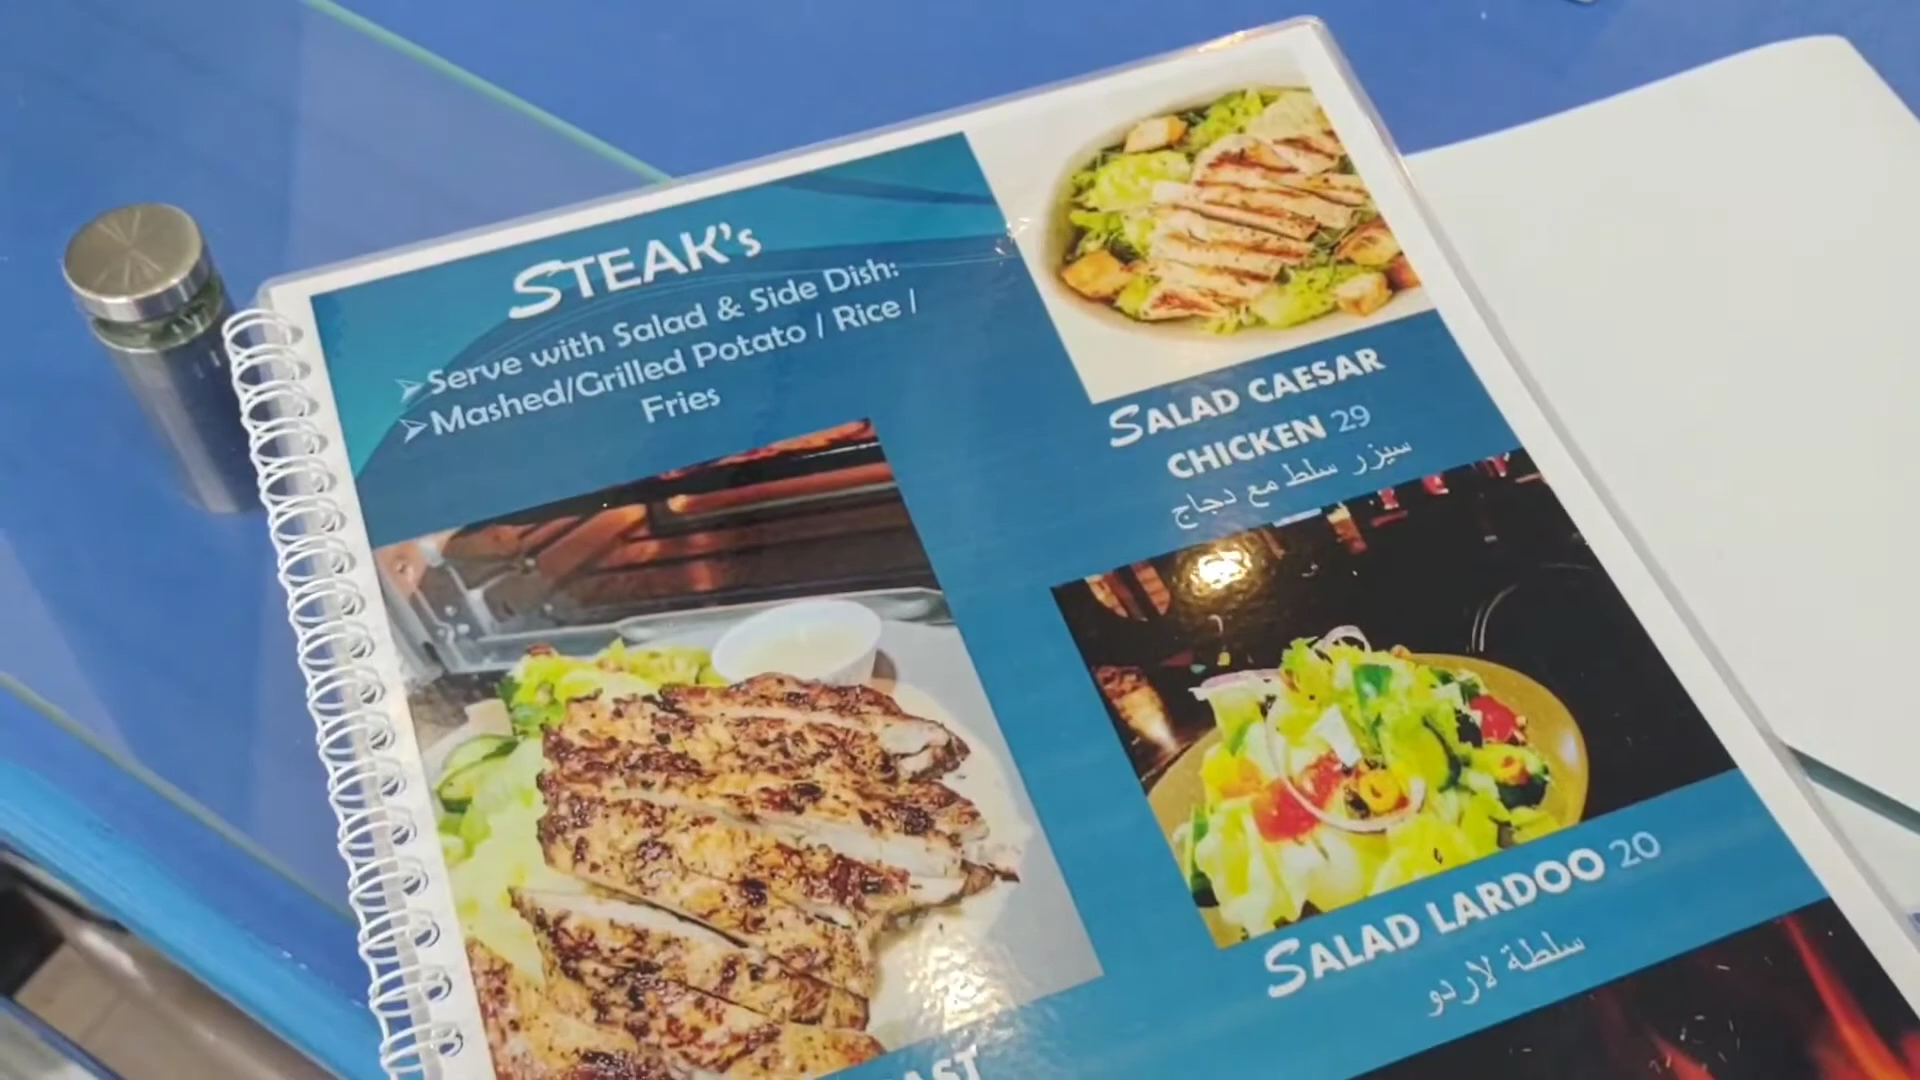 STEAK's
➢Serve with Salad & Side Dish:
➢Mashed/Grilled Potato / Rice /
Fries
SALAD CAESAR
CHICKEN 29
سيزر سلط مع دجاج
SALAD LARDOO 20
سلطة لاردو